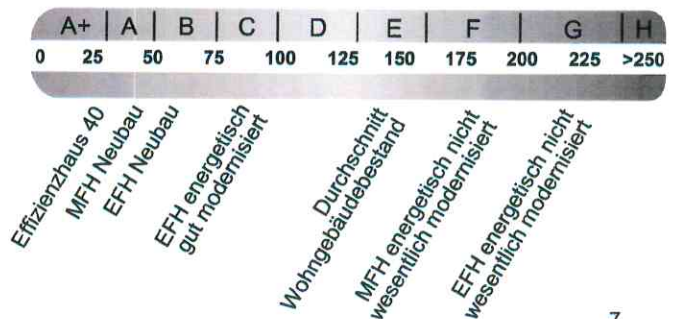 A+ | A | B | C | D | E | F | G | H
0 25 50 75 100 125 150 175 200 225 >250
Effizienzhaus 40
MFH Neubau
EFH Neubau
EFH energetisch
gut modernisiert
Durchschnitt
Wohngebäudebestand
MFH energetisch nicht
wesentlich modernisiert
EFH energetisch nicht
wesentlich modernisiert